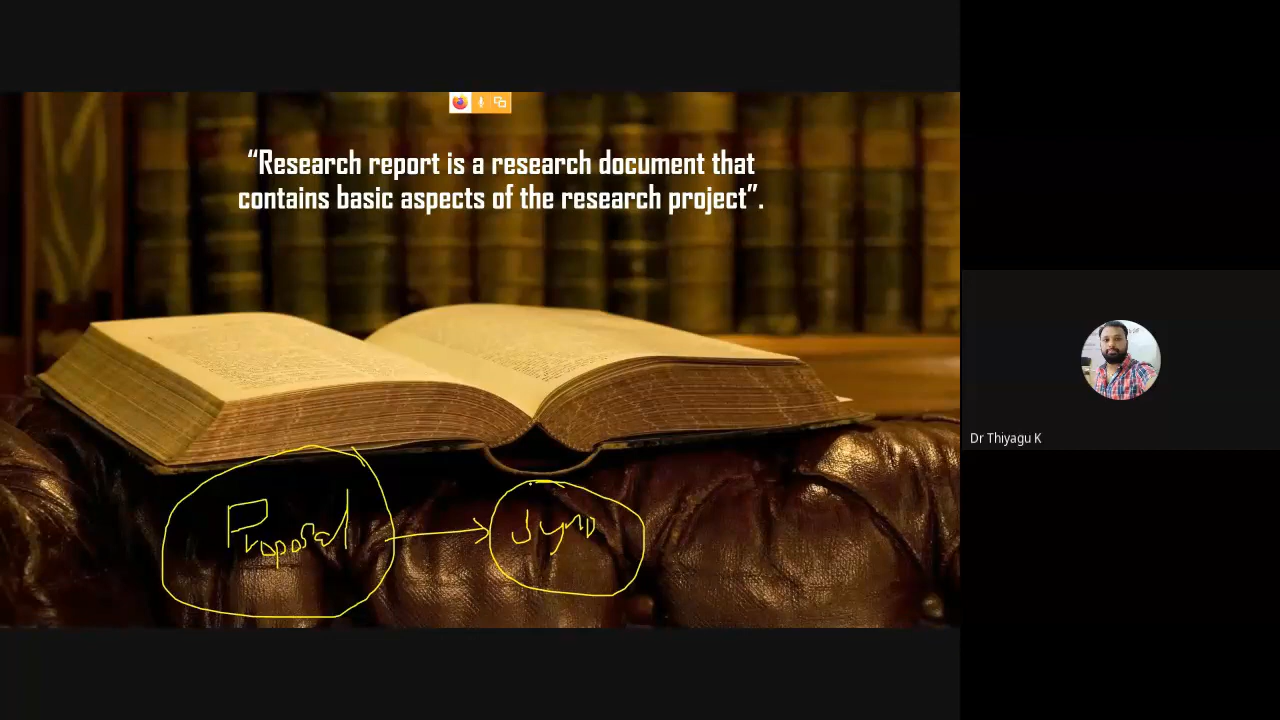 “Research report is a research document that
contains basic aspects of the research project”.
Proposal
Dr Thiyagu K